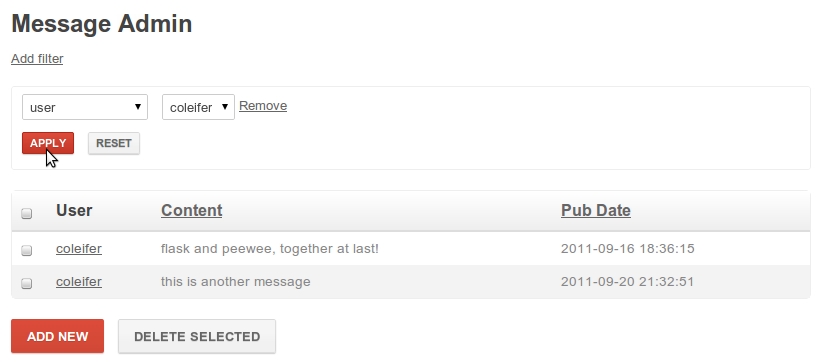 Message Admin
Add filter
user coleifer Remove
APPLY RESET
User Content Pub Date
coleifer flask and peewee, together at last! 2011-09-16 18:36:15
coleifer this is another message 2011-09-20 21:32:51
ADD NEW DELETE SELECTED